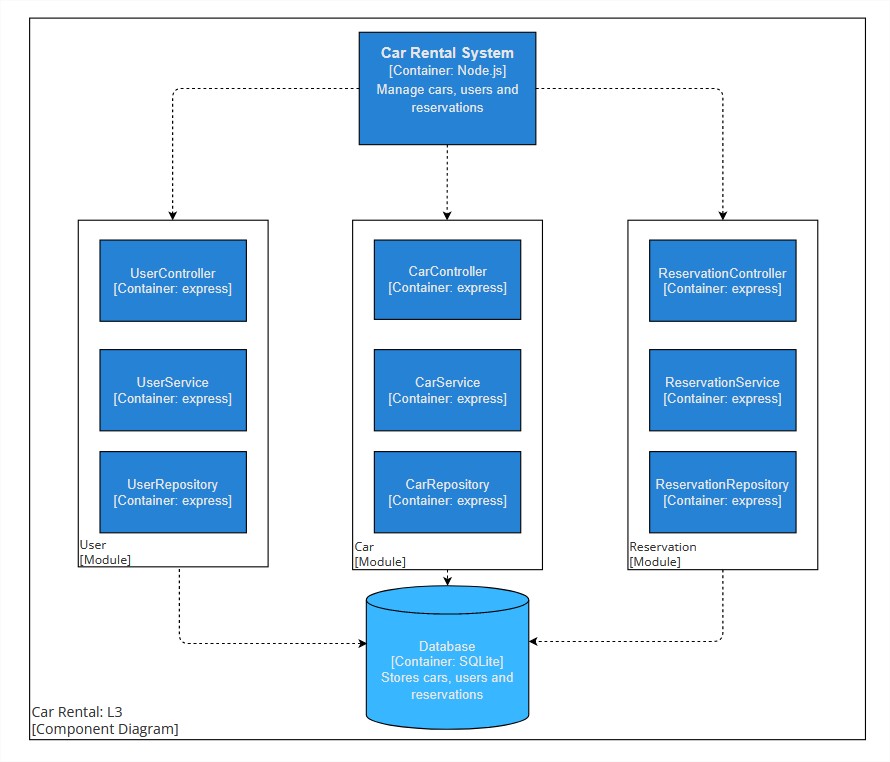 Car Rental System
[Container: Node.js]
Manage cars, users and
reservations
UserController
[Container: express]
UserService
[Container: express]
UserRepository
[Container: express]
User
[Module]
CarController
[Container: express]
CarService
[Container: express]
CarRepository
[Container: express]
Car
[Module]
ReservationController
[Container: express]
ReservationService
[Container: express]
ReservationRepository
[Container: express]
Reservation
[Module]
Database
[Container: SQLite]
Stores cars, users and
reservations
Car Rental: L3
[Component Diagram]